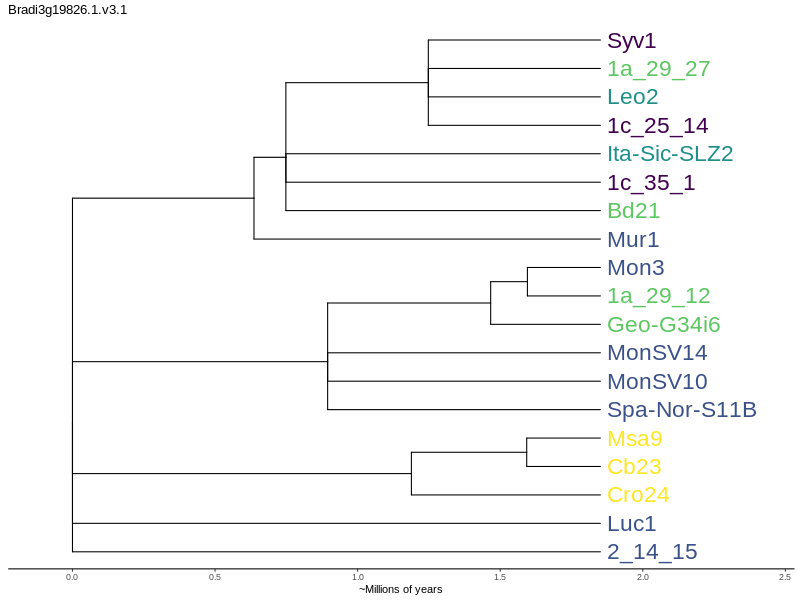 Bradi3g19826.1.v3.1
Syv1
1a_29_27
Leo2
1c_25_14
Ita-Sic-SLZ2
1c_35_1
Bd21
Mur1
Mon3
1a_29_12
Geo-G34i6
MonSV14
MonSV10
Spa-Nor-S11B
Msa9
Cb23
Cro24
Luc1
2_14_15
0.0 0.5 1.0 1.5 2.0 2.5
~Millions of years